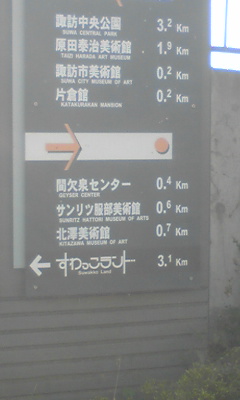 諏訪中央公園 3.2 Km
SUWA CENTRAL PARK
原田泰治美術館 1.9 Km
TAIZI HARADA ART MUSEUM
諏訪市美術館 0.2 Km
SUWA CITY MUSEUM OF ART
片倉館 0.2 Km
KATAKURAKAN MANSION
間欠泉センター 0.4 Km
GEYSER CENTER
サンリツ服部美術館 0.6 Km
SUNRITZ HATTORI MUSEUM OF ARTS
北澤美術館 0.7 Km
KITAZAWA MUSEUM OF ART
すわっこランド 3.1 Km
Suwakko Land